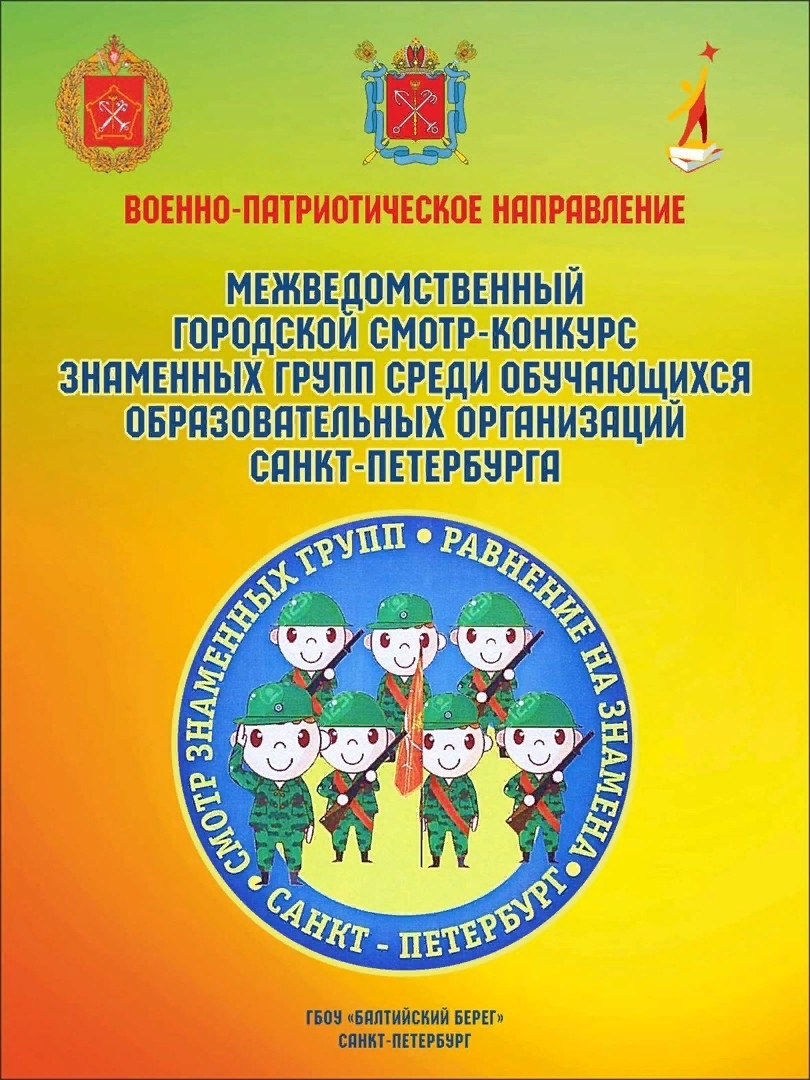 ВОЕННО-ПАТРИОТИЧЕСКОЕ НАПРАВЛЕНИЕ
МЕЖВЕДОМСТВЕННЫЙ
ГОРОДСКОЙ СМОТР-КОНКУРС
ЗНАМЕННЫХ ГРУПП СРЕДИ ОБУЧАЮЩИХСЯ
ОБРАЗОВАТЕЛЬНЫХ ОРГАНИЗАЦИЙ
САНКТ-ПЕТЕРБУРГА
СМОТР ЗНАМЕННЫХ ГРУПП • РАВНЕНИЕ НА ЗНАМЕНА •
САНКТ - ПЕТЕРБУРГ •
ГБОУ «БАЛТИЙСКИЙ БЕРЕГ»
САНКТ-ПЕТЕРБУРГ